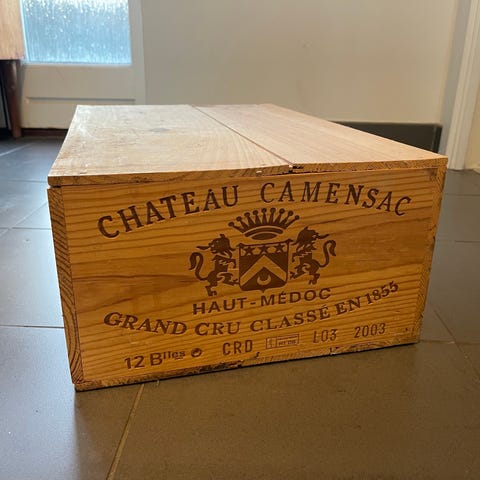 CHATEAU CAMENSAC
HAUT-MÉDOC
GRAND CRU CLASSÉ EN 1855
12 Blles CRD L03 2003